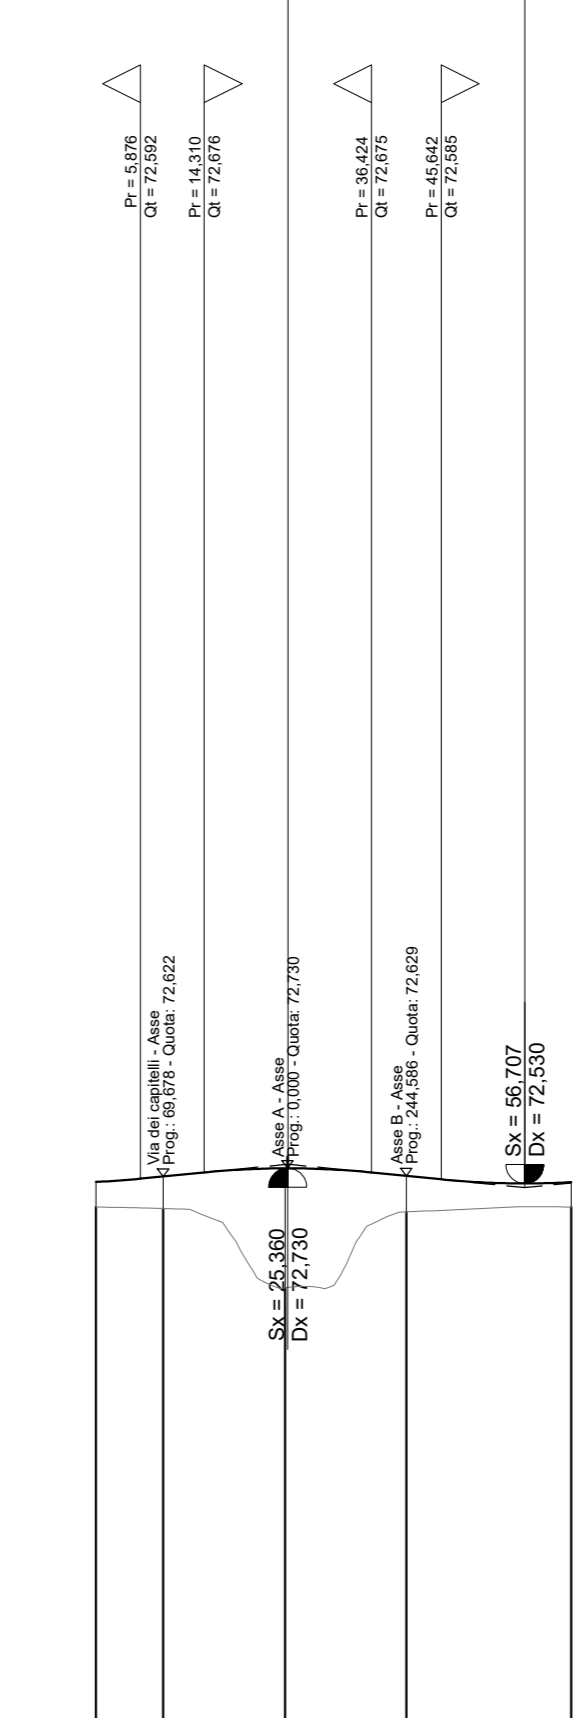 Pr = 5,876
Qt = 72,592
Pr = 14,310
Qt = 72,676
Pr = 36,424
Qt = 72,675
Pr = 45,642
Qt = 72,585
Via dei capitelli - Asse
Prog.: 69,678 - Quota: 72,622
Asse A - Asse
Prog.: 0,000 - Quota: 72,730
Asse B - Asse
Prog.: 244,586 - Quota: 72,629
Sx = 56,707
Dx = 72,530
Sx = 25,360
Dx = 72,730